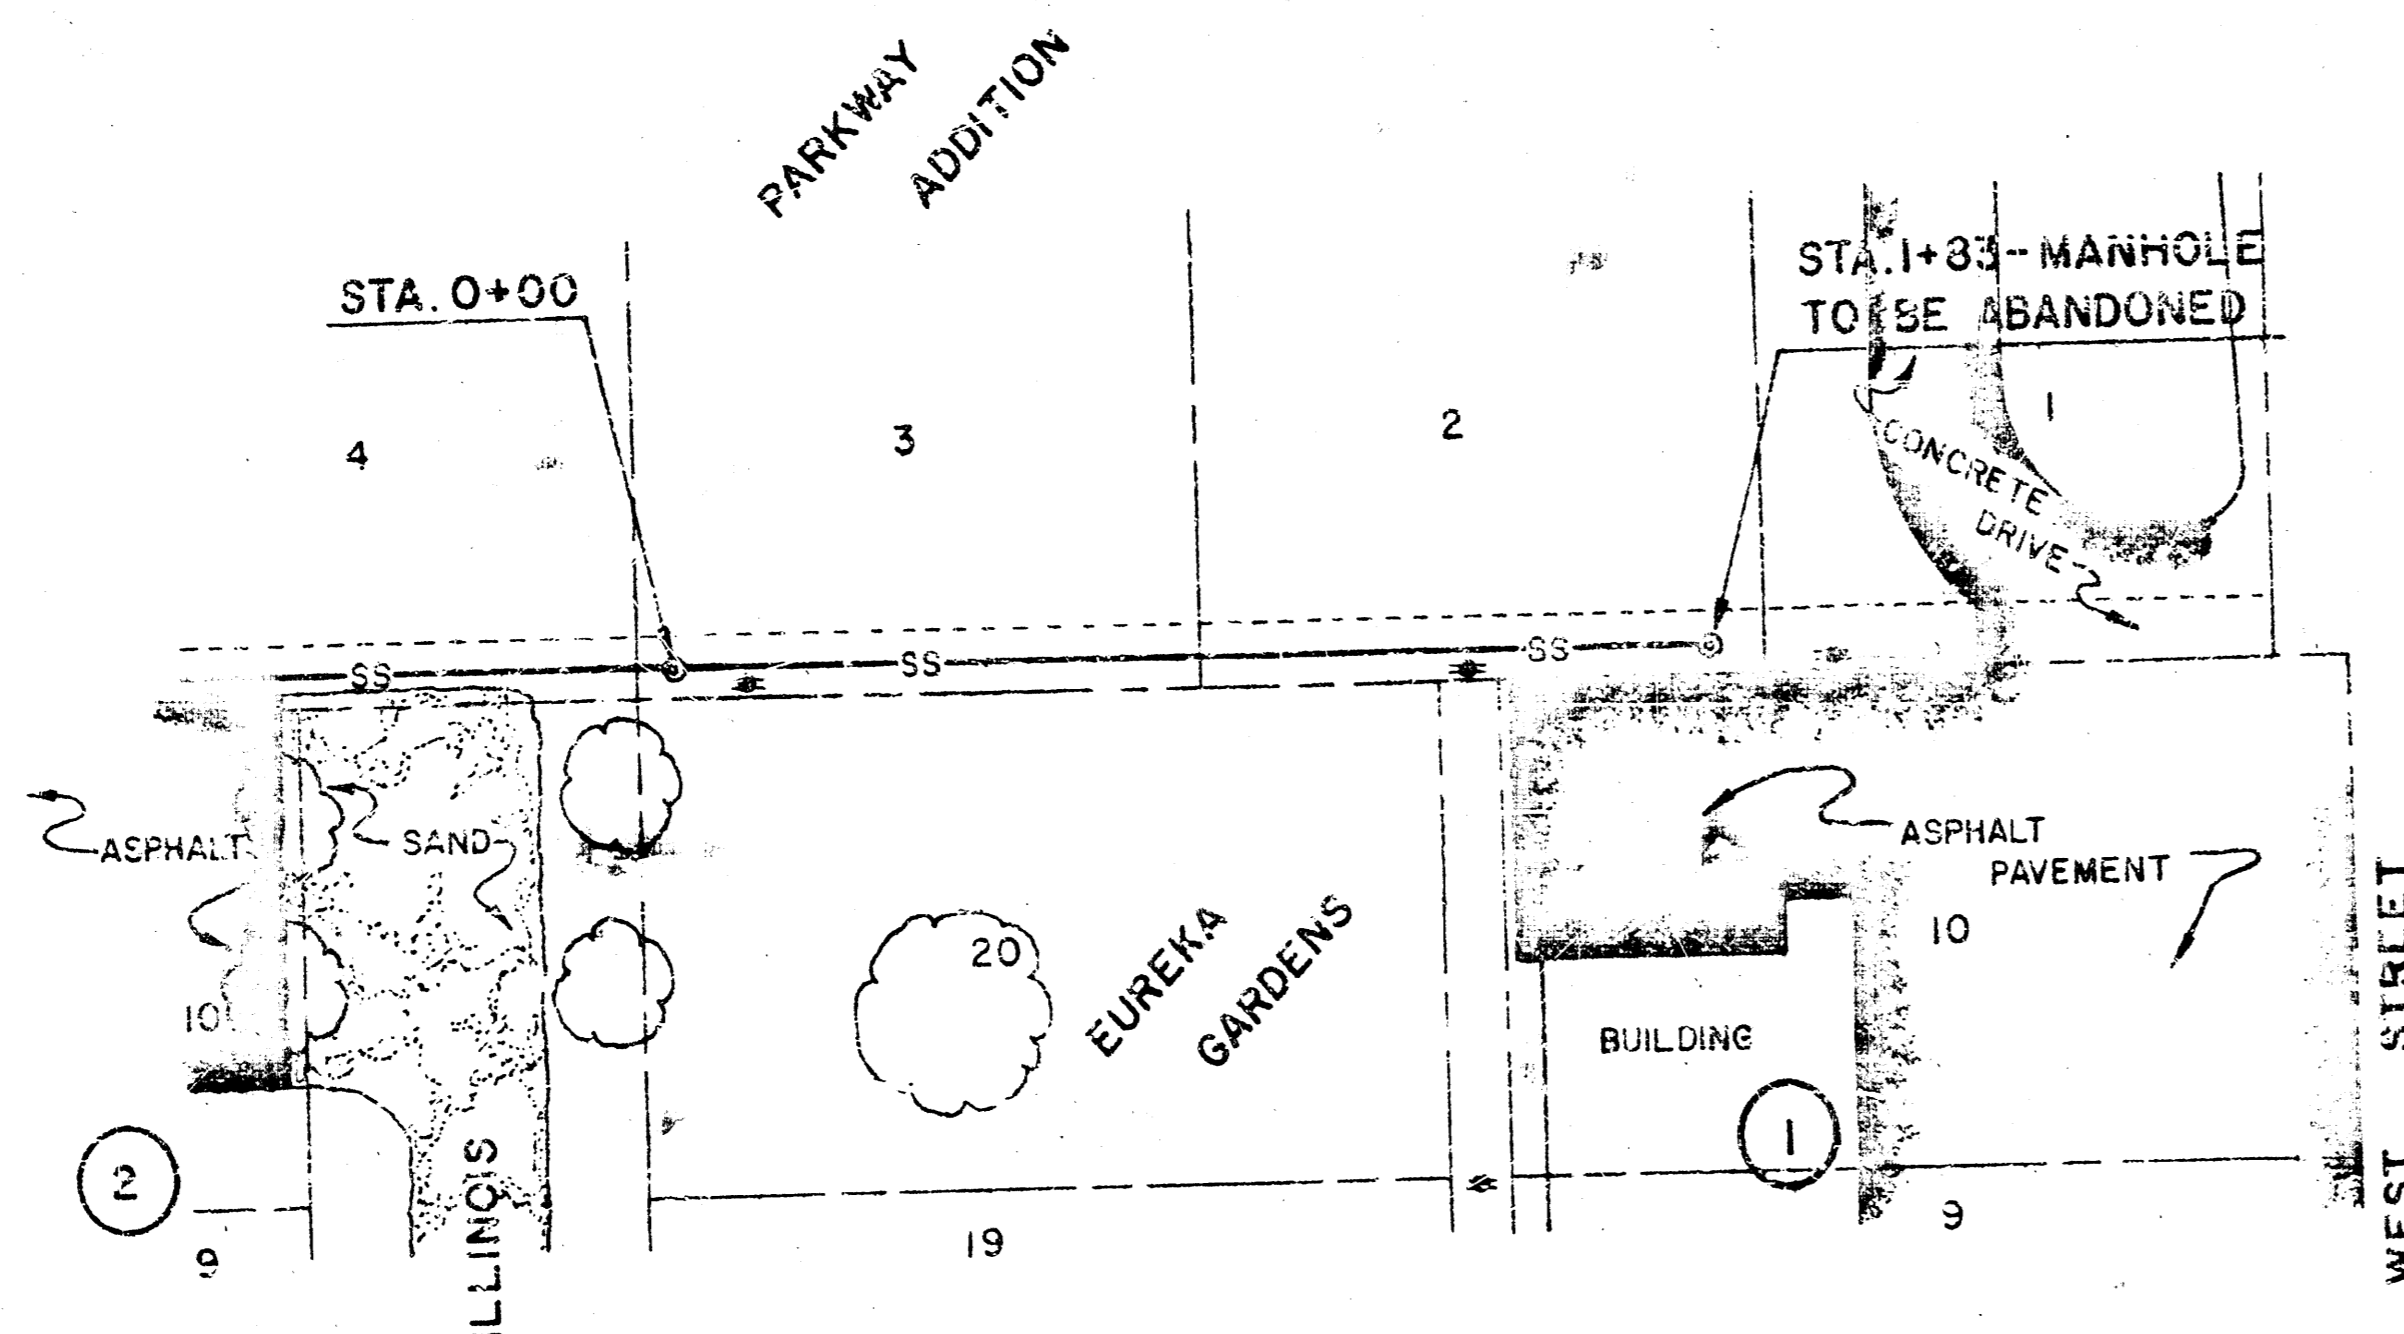 PARKWAY
ADDITION
STA. 0+00
STA. 1+83-- MANHOLE
TO BE ABANDONED
4
3
2
1
CONCRETE
DRIVE
SS
SS
SS
ASPHALT
SAND
ASPHALT
PAVEMENT
10
20
EUREKA
GARDENS
10
BUILDING
2
1
9
19
9
ILLINOIS
WEST STREET